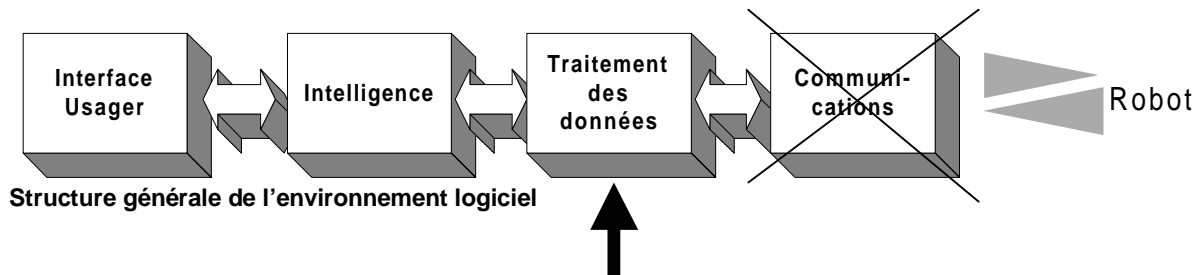 Interface
Usager
Intelligence
Traitement
des
données
Communi-
cations
Robot
Structure générale de l'environnement logiciel